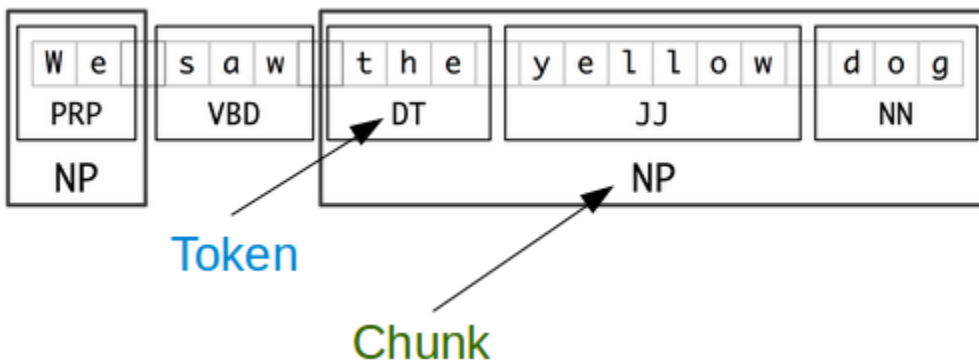 We saw the yellow dog
PRP VBD DT JJ NN
NP NP
Token
Chunk